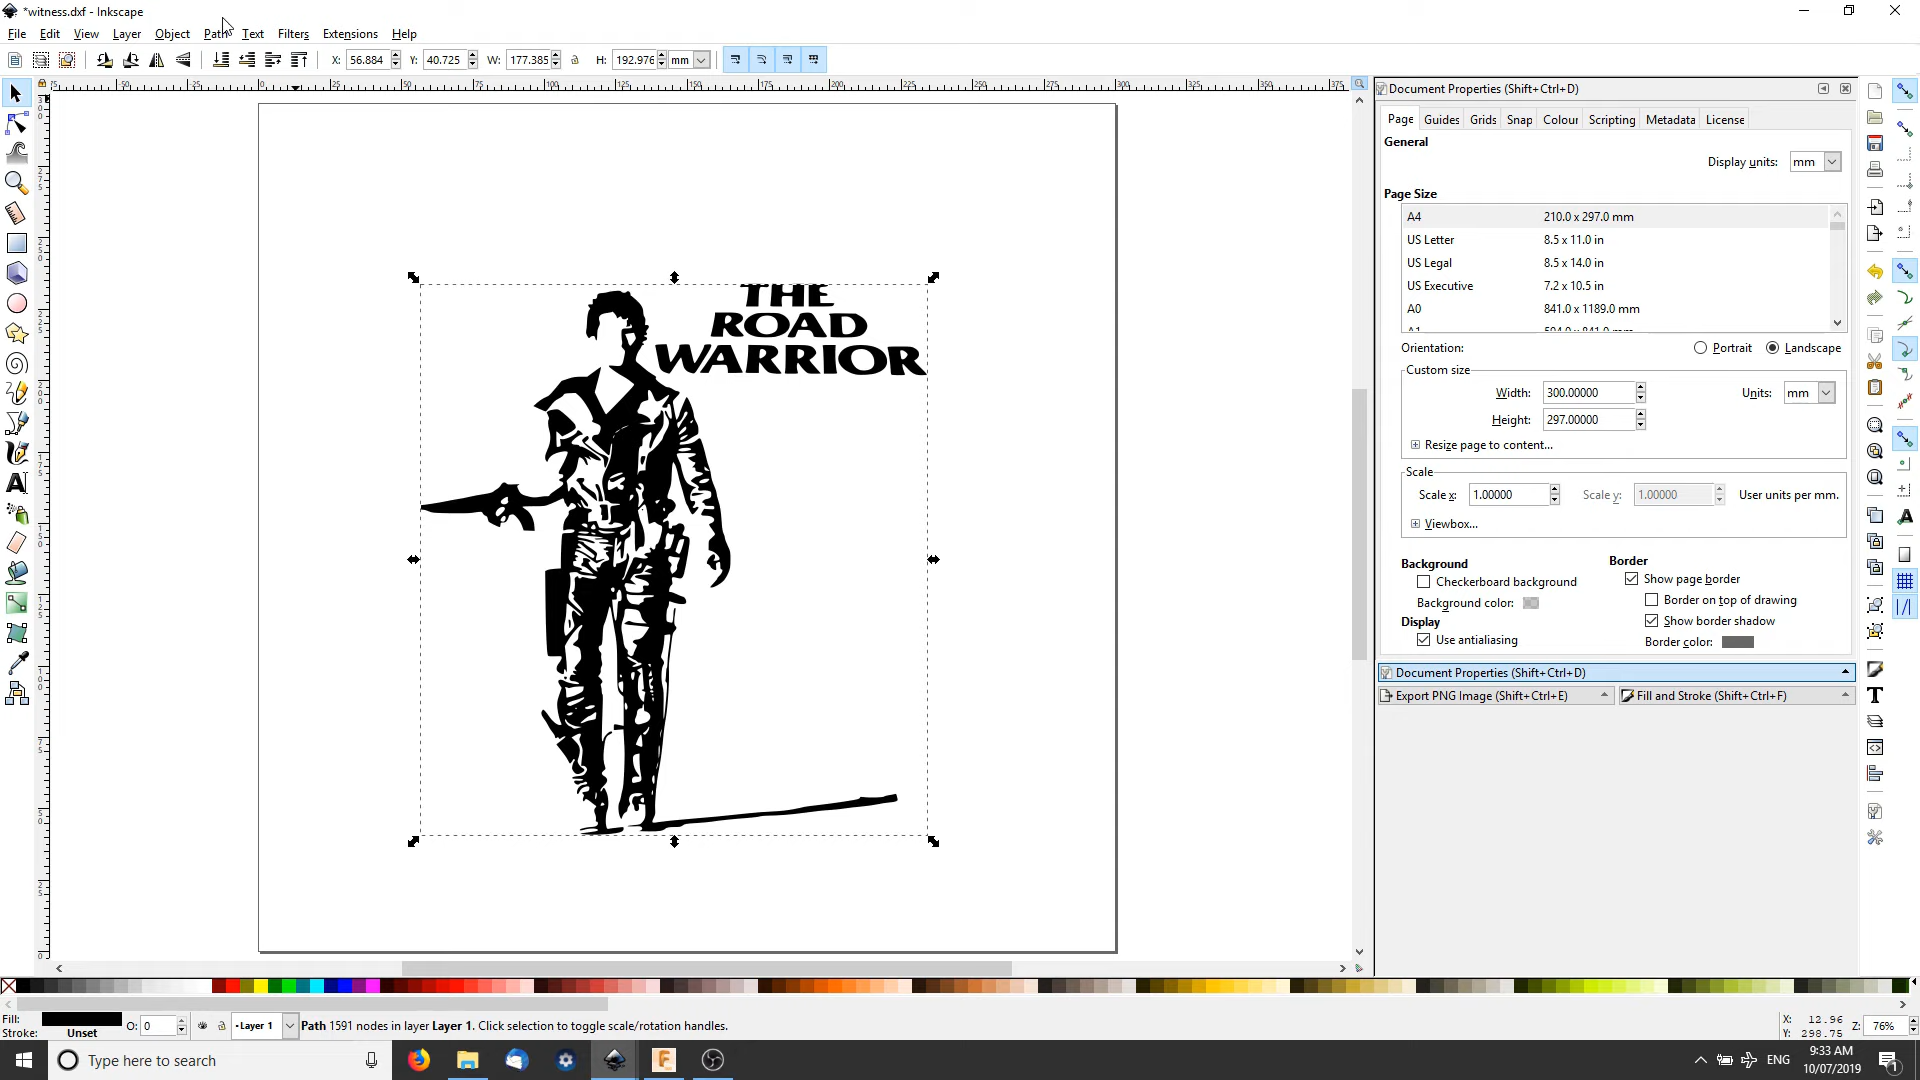 *witness.dxf - Inkscape
File Edit View Layer Object Path Text Filters Extensions Help
X: 56.884 Y: 40.725 W: 177.385 H: 192.976 mm
Document Properties (Shift+Ctrl+D)
Page Guides Grids Snap Colour Scripting Metadata License
General
Display units: mm
Page Size
A4 210.0 x 297.0 mm
US Letter 8.5 x 11.0 in
US Legal 8.5 x 14.0 in
US Executive 7.2 x 10.5 in
A0 841.0 x 1189.0 mm
A1 594.0 x 841.0 mm
Orientation: Portrait Landscape
Custom size
Width: 300.00000 Units: mm
Height: 297.00000
Resize page to content...
Scale
Scale x: 1.00000 Scale y: 1.00000 User units per mm.
Viewbox...
Background
Checkerboard background
Background color:
Display
Use antialiasing
Border
Show page border
Border on top of drawing
Show border shadow
Border color:
Document Properties (Shift+Ctrl+D)
Export PNG Image (Shift+Ctrl+E) Fill and Stroke (Shift+Ctrl+F)
THE
ROAD
WARRIOR
Fill:
Stroke: Unset
O: 0
Layer 1
Path 1591 nodes in layer Layer 1. Click selection to toggle scale/rotation handles.
X: 12.96
Y: 298.75
Z: 76%
Type here to search
ENG
9:33 AM
10/07/2019